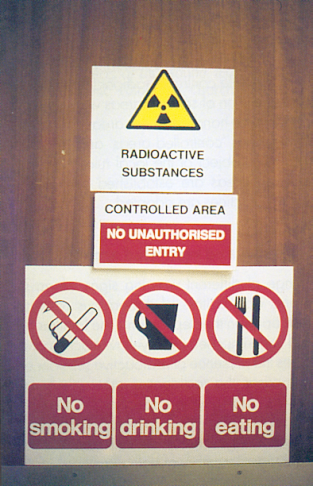 RADIOACTIVE
SUBSTANCES
CONTROLLED AREA
NO UNAUTHORISED
ENTRY
No
smoking
No
drinking
No
eating